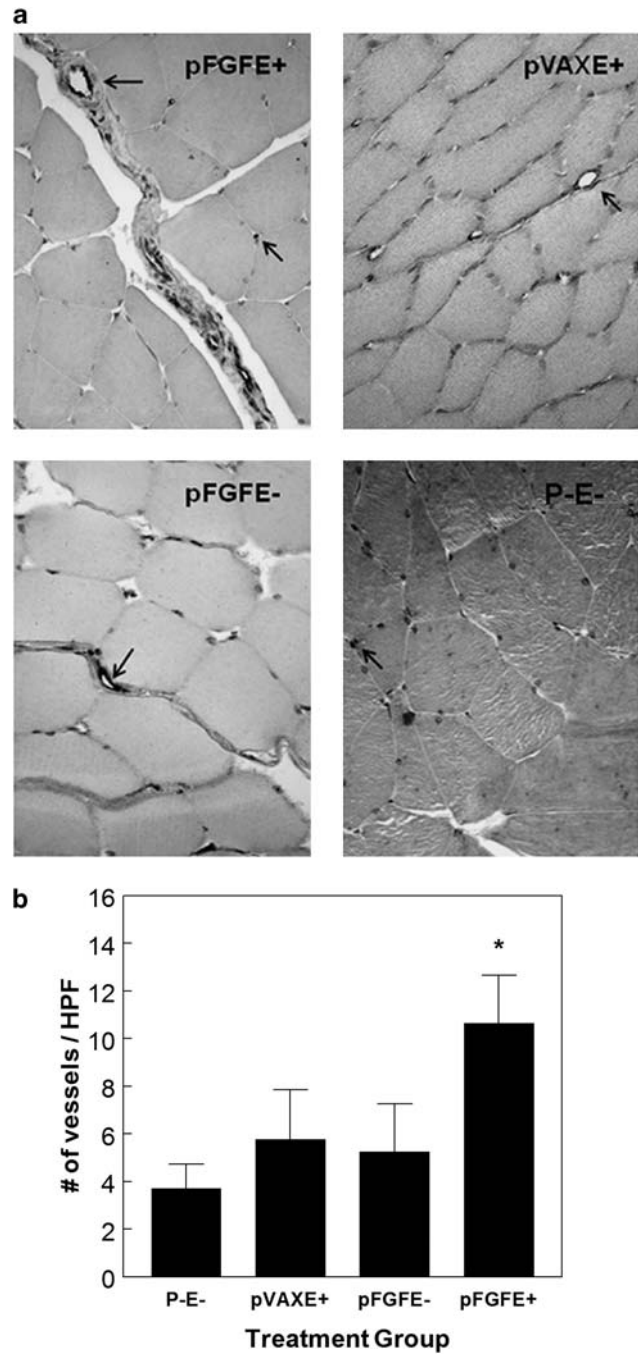 a
pFGFE+
pVAXE+
pFGFE-
P-E-
b
# of vessels / HPF
16
14
12
10
8
6
4
2
0
*
P-E-
pVAXE+
pFGFE-
pFGFE+
Treatment Group